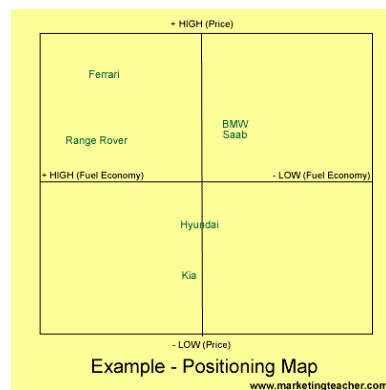 + HIGH (Price)
Ferrari
BMW
Saab
Range Rover
+ HIGH (Fuel Economy)
- LOW (Fuel Economy)
Hyundai
Kia
- LOW (Price)
Example - Positioning Map
www.marketingteacher.com